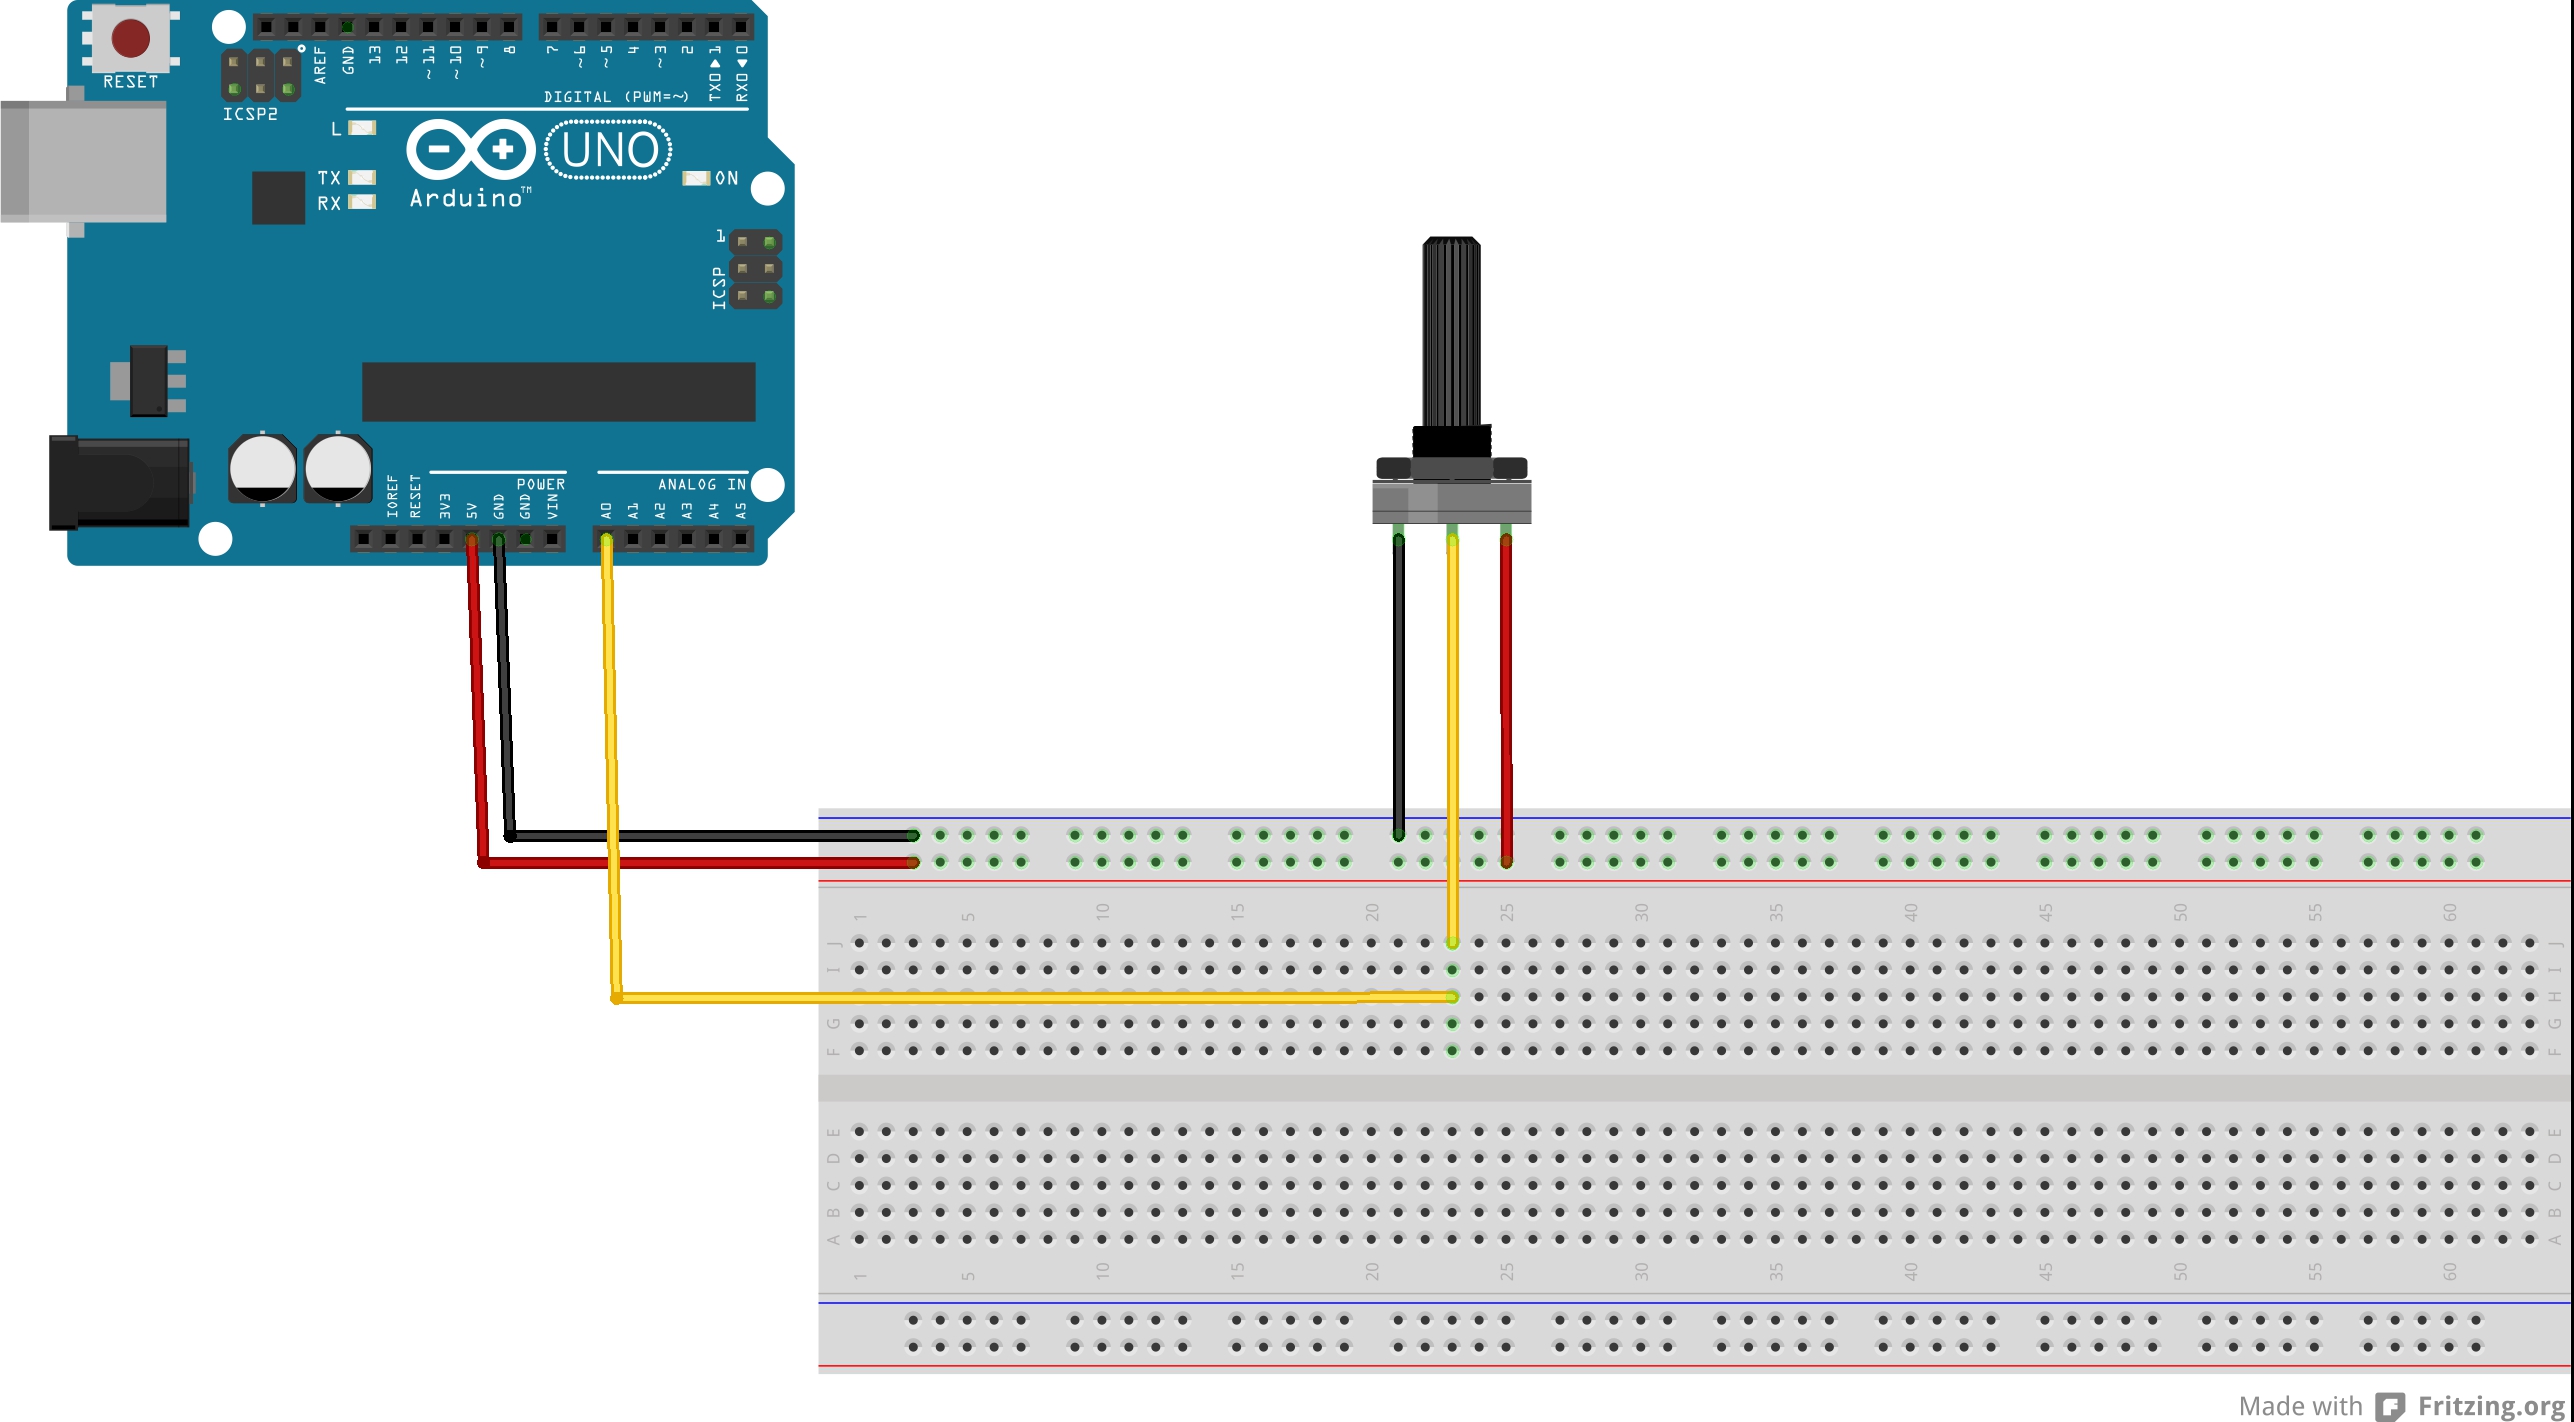 RESET
ICSP2
AREF
GND
13
12
~11
~10
~9
8
7
~6
~5
4
~3
2
TX0▶1
RX0◀0
DIGITAL (PWM=~)
L
TX
RX
UNO
Arduino™
ON
1
ICSP
IOREF
RESET
3V3
5V
GND
GND
VIN
POWER
ANALOG IN
A0
A1
A2
A3
A4
A5
1 5 10 15 20 25 30 35 40 45 50 55 60
J J
I I
H
G G
F F
E E
D D
C C
B B
A A
1 5 10 15 20 25 30 35 40 45 50 55 60
Made with Fritzing.org